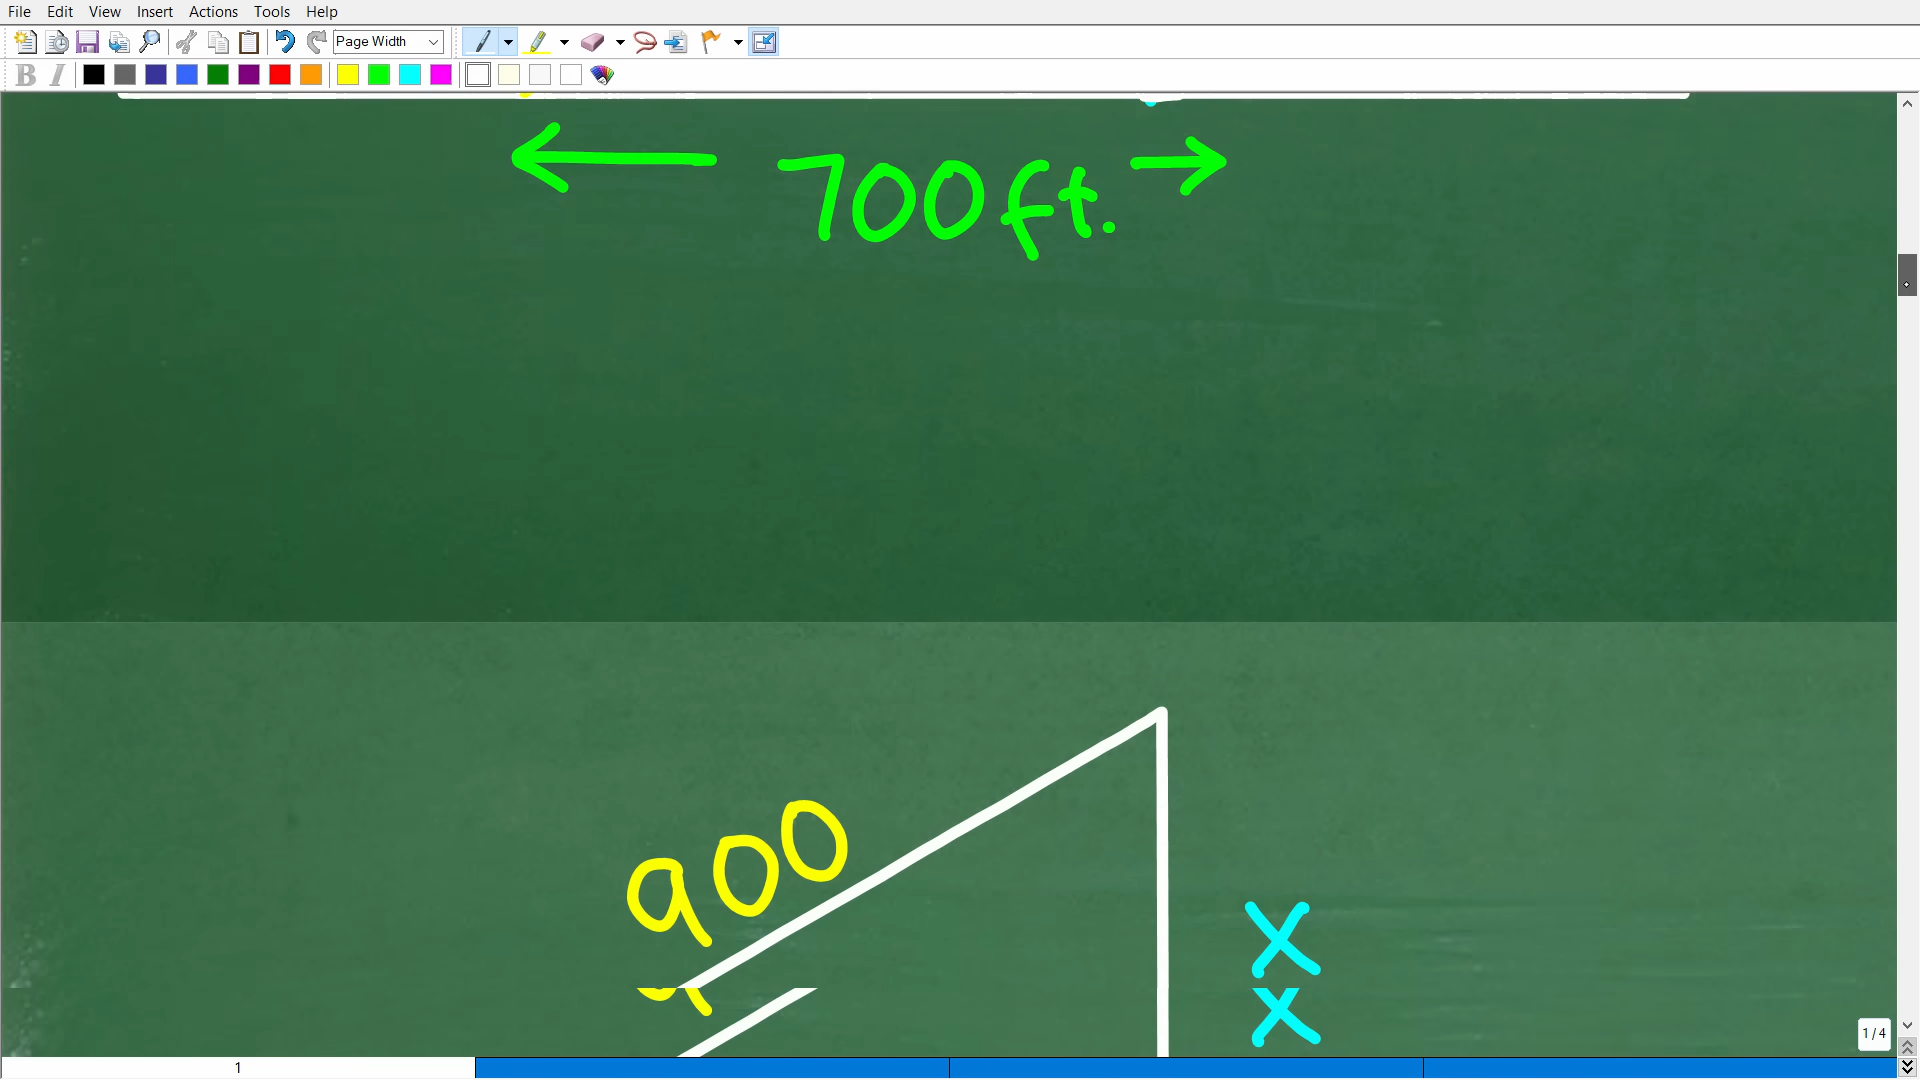 File Edit View Insert Actions Tools Help
Page Width
B I
700 ft.
900
X
X
1 / 4
1